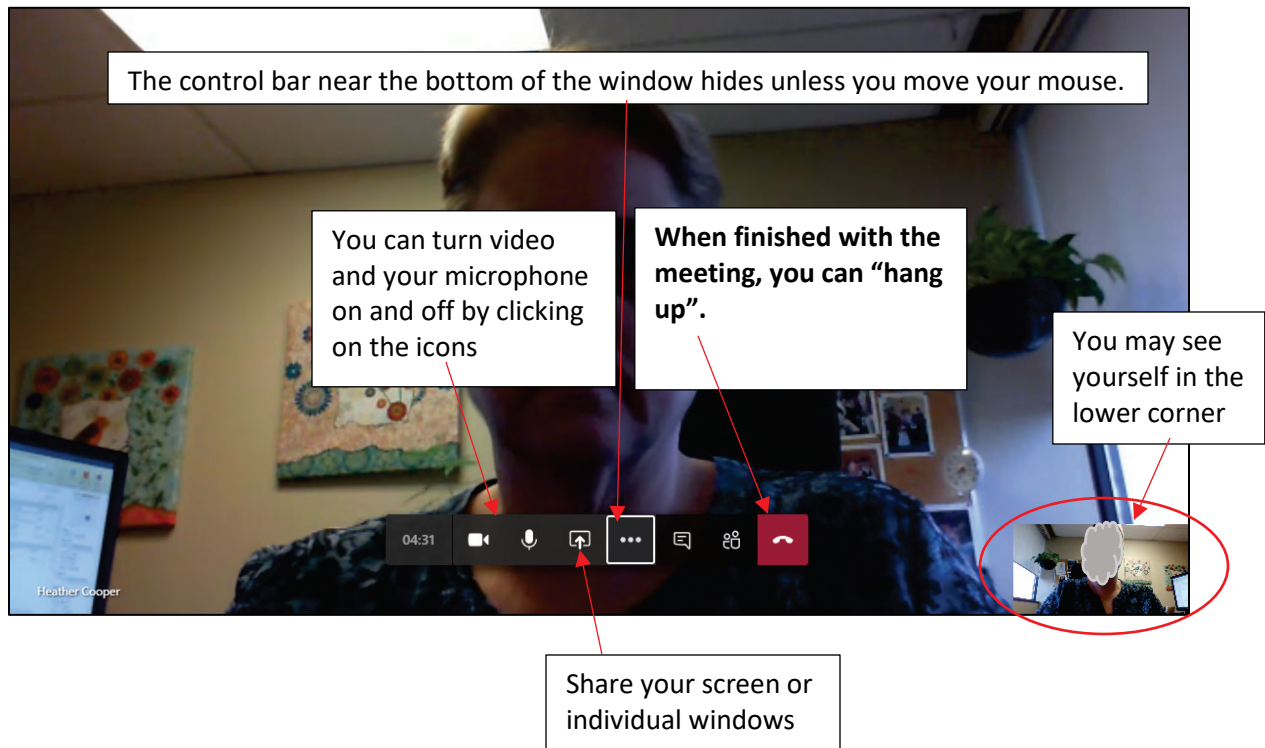 The control bar near the bottom of the window hides unless you move your mouse.
You can turn video
and your microphone
on and off by clicking
on the icons
When finished with the
meeting, you can “hang
up”.
You may see
yourself in the
lower corner
04:31
Heather Cooper
Share your screen or
individual windows